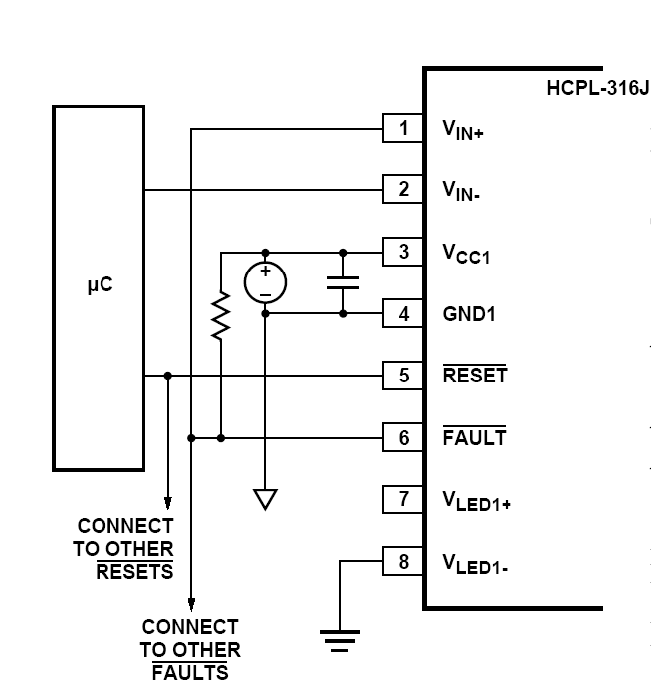 HCPL-316J
µC
1 VIN+
2 VIN-
3 VCC1
+
−
4 GND1
5 RESET
6 FAULT
7 VLED1+
8 VLED1-
CONNECT
TO OTHER
RESETS
CONNECT
TO OTHER
FAULTS